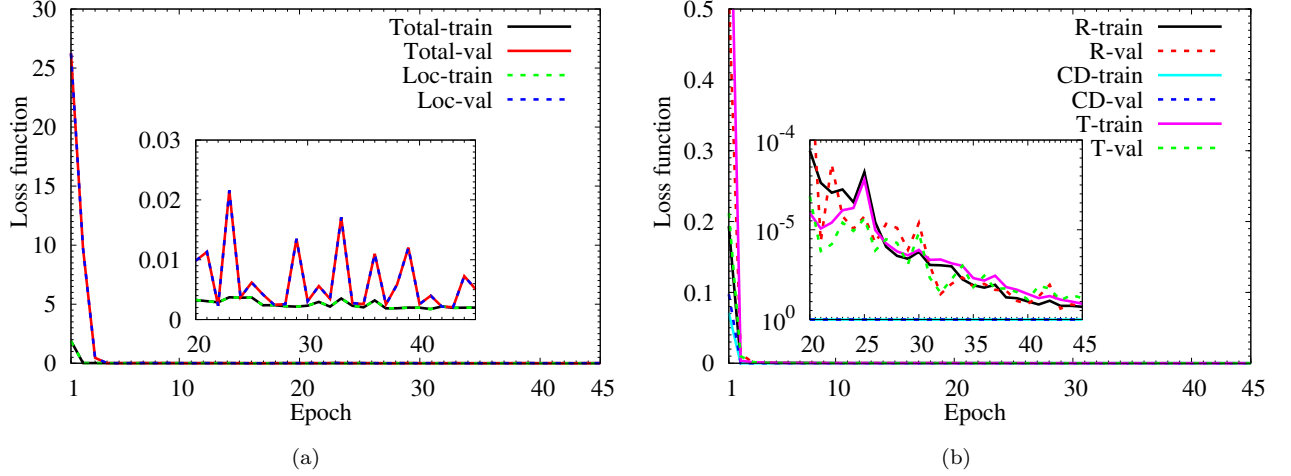 Loss function
30
25
20
15
10
5
0
1 10 20 30 40 45
Epoch
Total-train
Total-val
Loc-train
Loc-val
0.03
0.02
0.01
0
20 30 40
(a)
Loss function
0.5
0.4
0.3
0.2
0.1
0
1 10 20 30 40 45
Epoch
R-train
R-val
CD-train
CD-val
T-train
T-val
10⁻⁴
10⁻⁵
10⁰
20 25 30 35 40 45
(b)